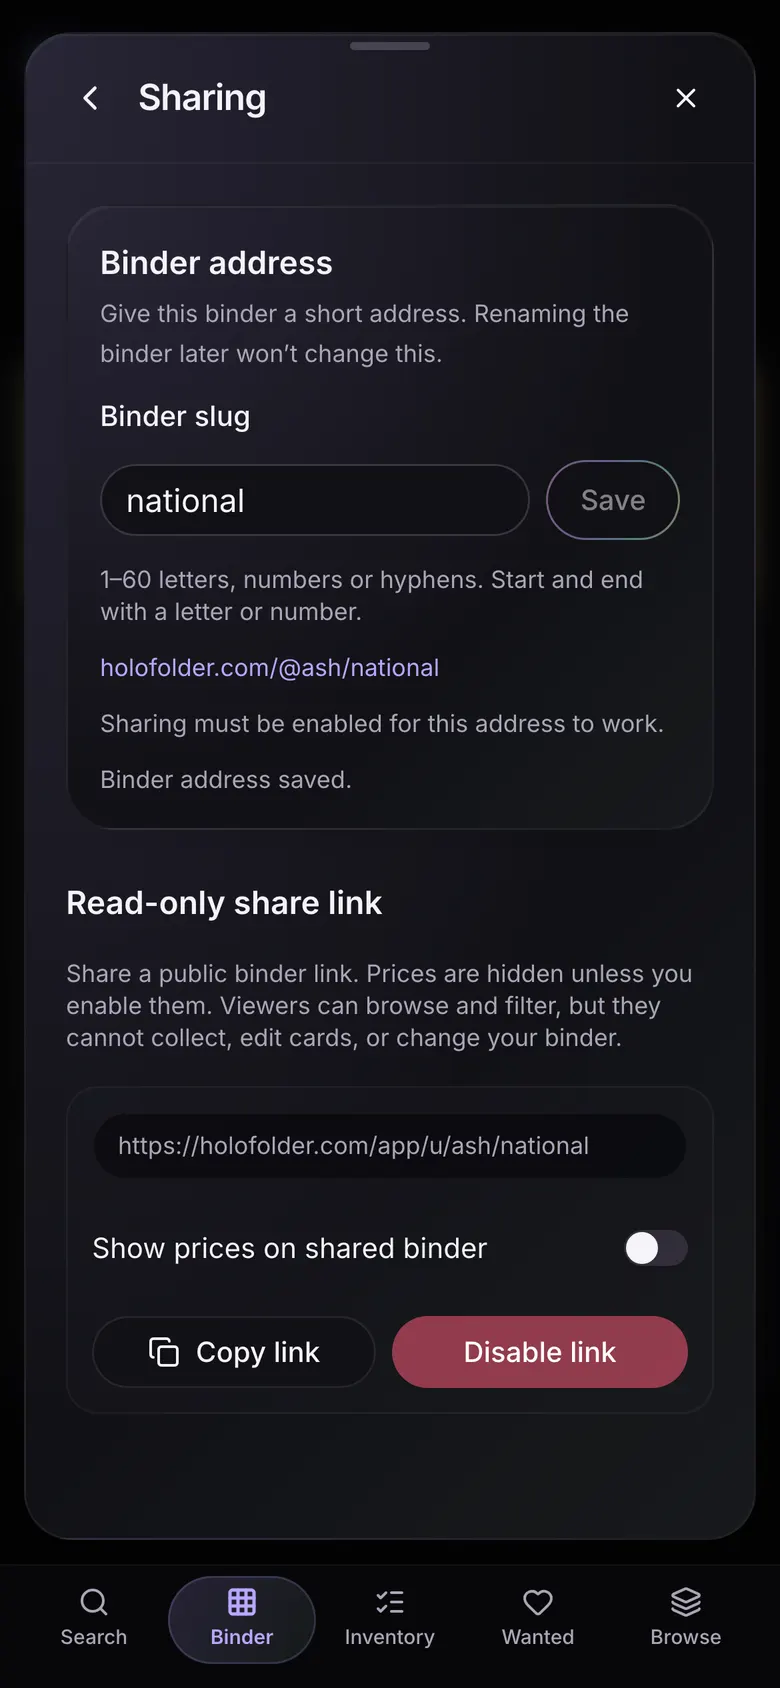 Sharing
Binder address
Give this binder a short address. Renaming the
binder later won’t change this.
Binder slug
national
Save
1–60 letters, numbers or hyphens. Start and end
with a letter or number.
holofolder.com/@ash/national
Sharing must be enabled for this address to work.
Binder address saved.
Read-only share link
Share a public binder link. Prices are hidden unless you
enable them. Viewers can browse and filter, but they
cannot collect, edit cards, or change your binder.
https://holofolder.com/app/u/ash/national
Show prices on shared binder
Copy link
Disable link
Search
Binder
Inventory
Wanted
Browse